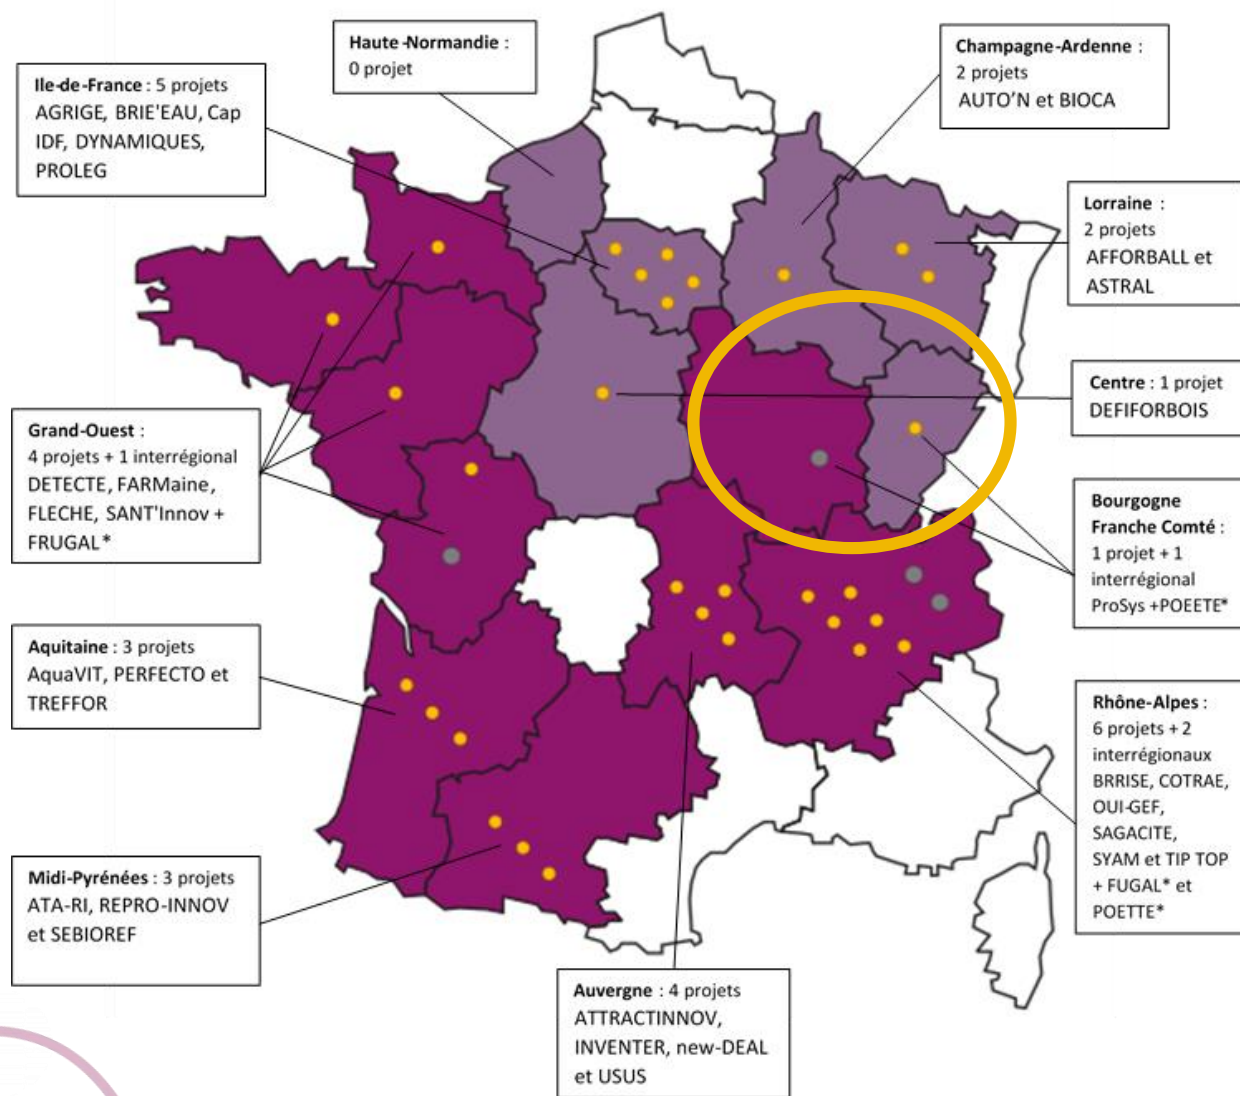 Haute-Normandie :
0 projet
Champagne-Ardenne :
2 projets
AUTO'N et BIOCA
Ile-de-France : 5 projets
AGRIGE, BRIE'EAU, Cap
IDF, DYNAMIQUES,
PROLEG
Lorraine :
2 projets
AFFORBALL et
ASTRAL
Centre : 1 projet
DEFIFORBOIS
Grand-Ouest :
4 projets + 1 interrégional
DETECTE, FARMaine,
FLECHE, SANT'Innov +
FRUGAL*
Bourgogne
Franche Comté :
1 projet + 1
interrégional
ProSys +POEETE*
Aquitaine : 3 projets
AquaVIT, PERFECTO et
TREFFOR
Rhône-Alpes :
6 projets + 2
interrégionaux
BRRISE, COTRAE,
OUI-GEF,
SAGACITE,
SYAM et TIP TOP
+ FUGAL* et
POETTE*
Midi-Pyrénées : 3 projets
ATA-RI, REPRO-INNOV
et SEBIOREF
Auvergne : 4 projets
ATTRACTINNOV,
INVENTER, new-DEAL
et USUS